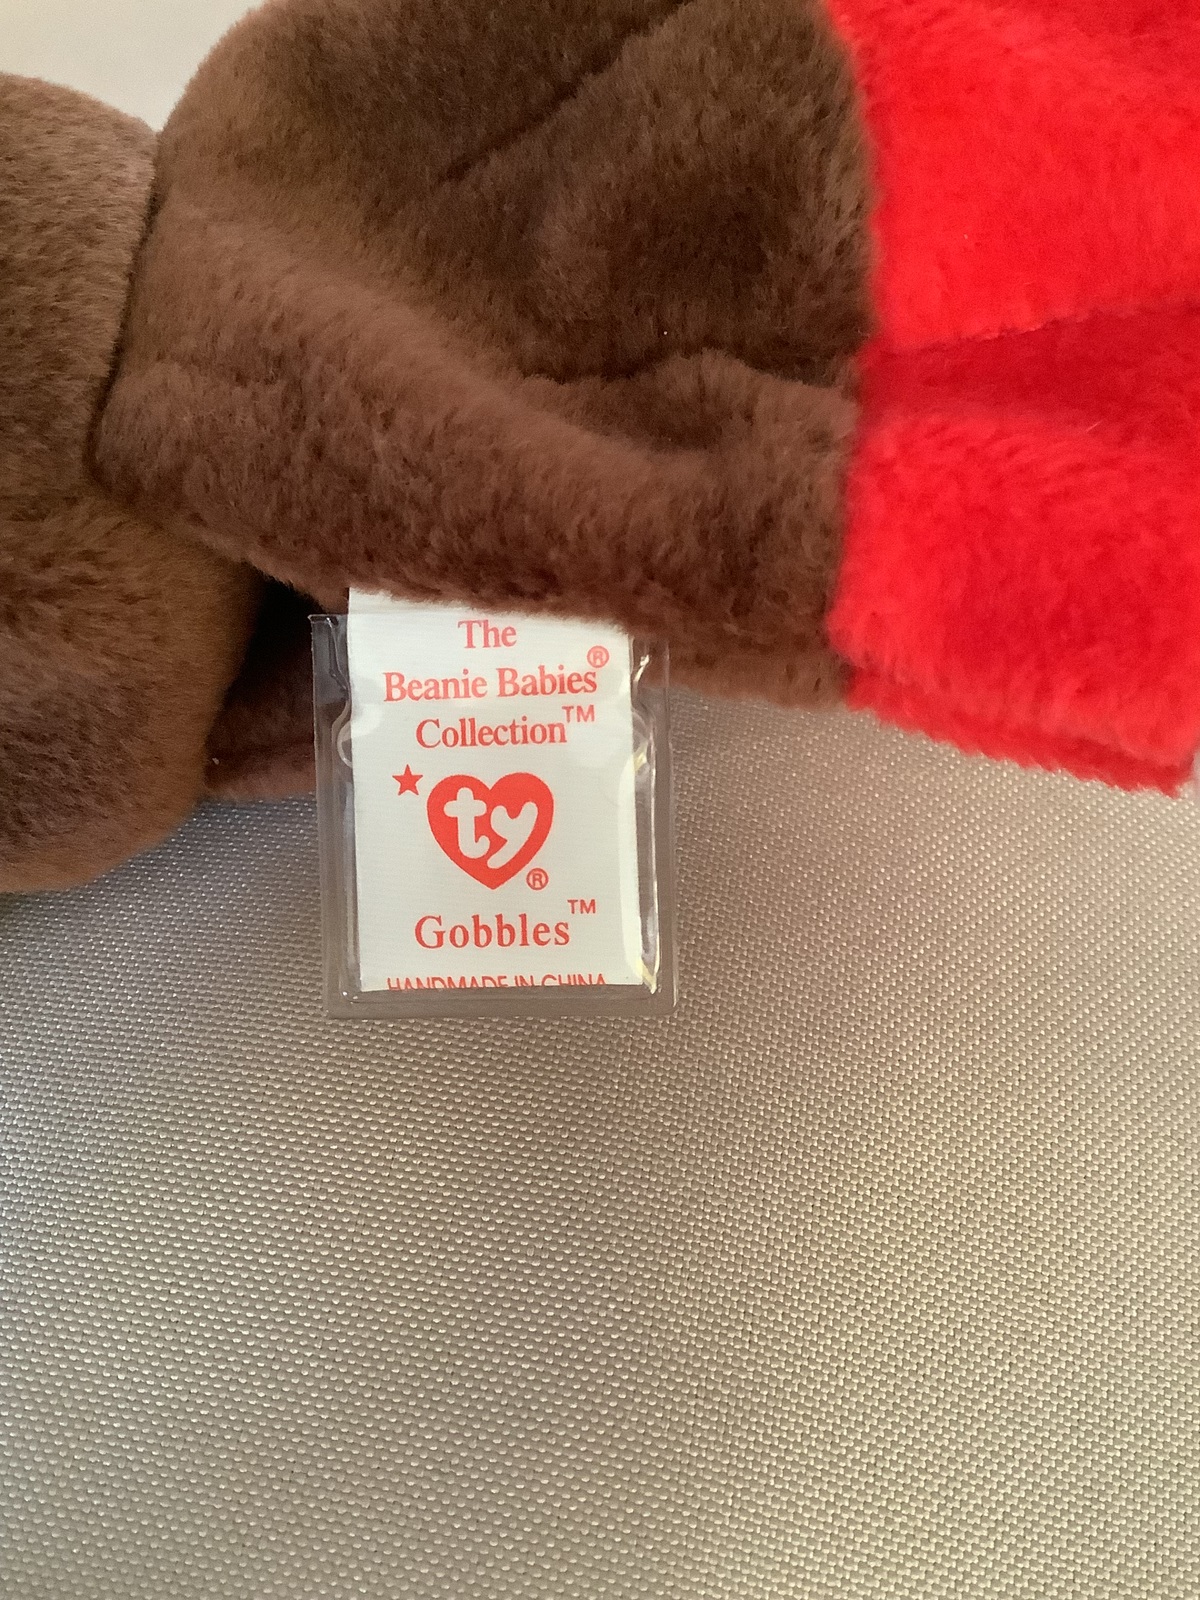 The
Beanie Babies®
Collection™
ty®
Gobbles™
HANDMADE IN CHINA